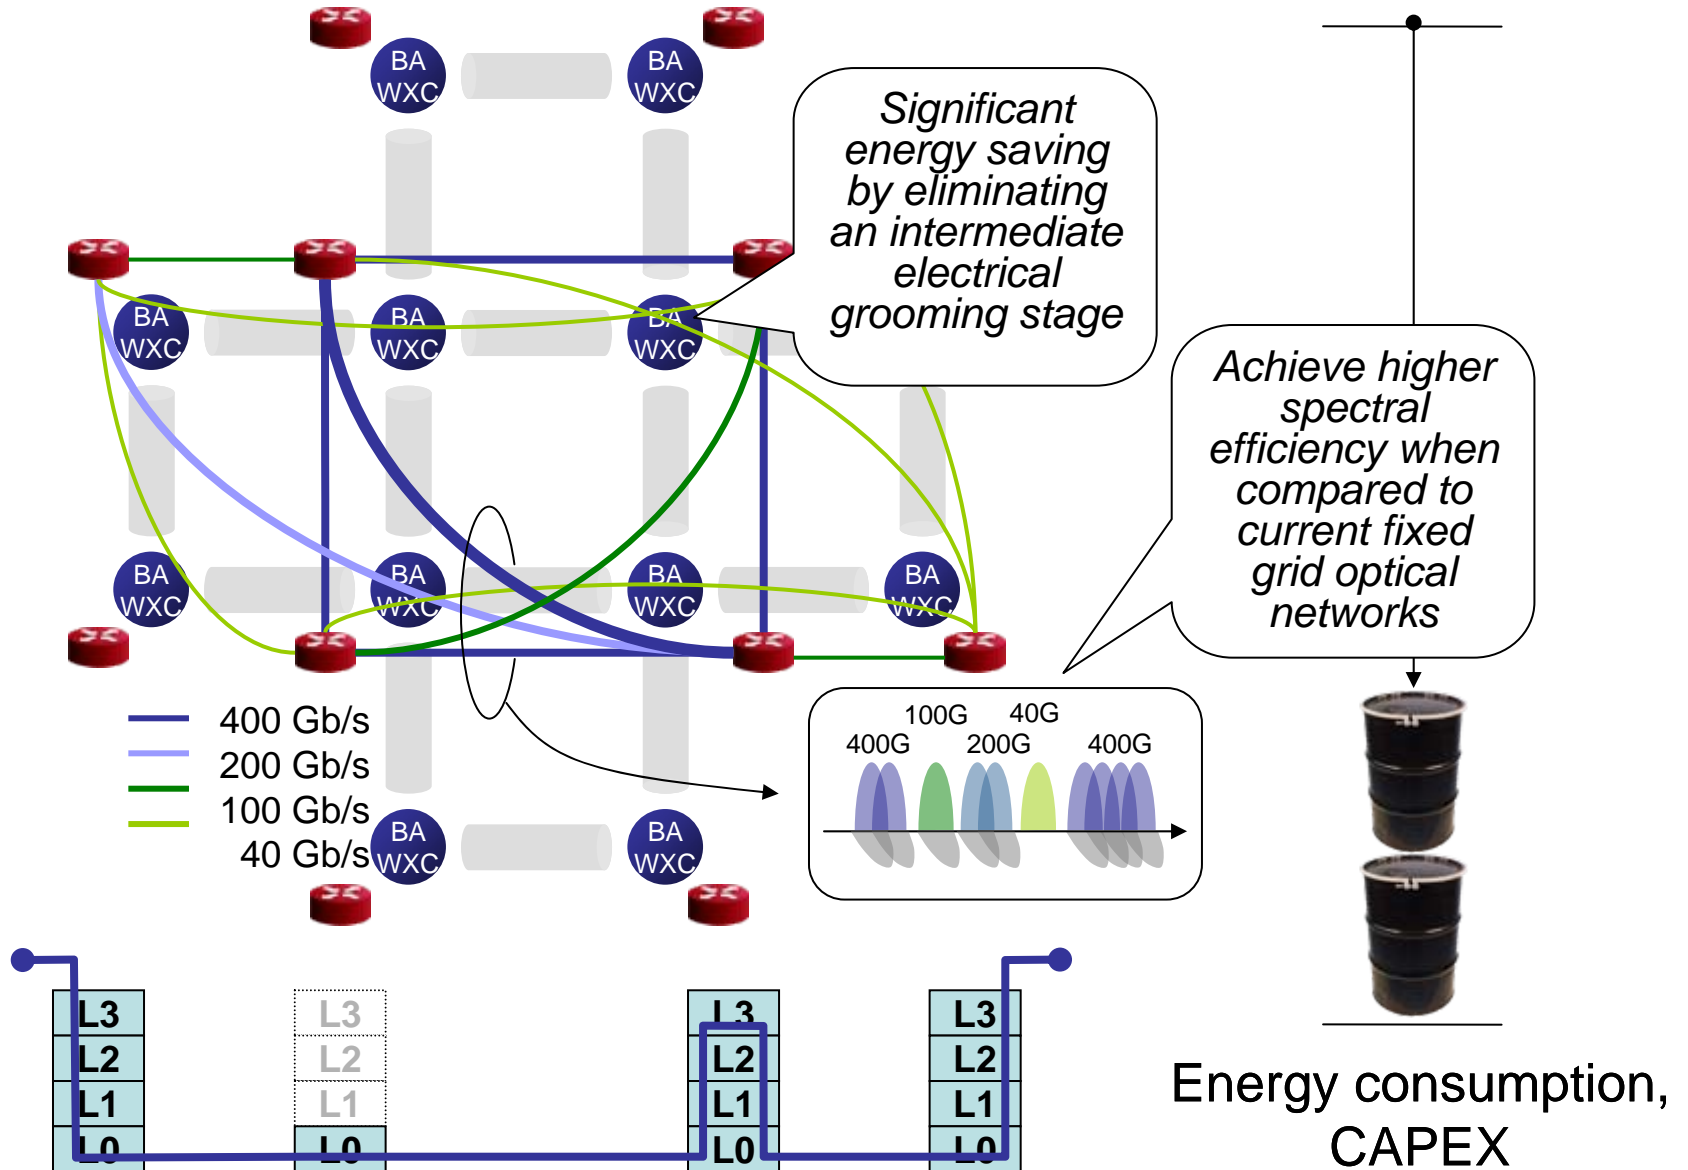 BA
WXC
BA
WXC
Significant
energy saving
by eliminating
an intermediate
electrical
grooming stage
BA
WXC
BA
WXC
BA
WXC
Achieve higher
spectral
efficiency when
compared to
current fixed
grid optical
networks
BA
WXC
BA
WXC
BA
WXC
BA
WXC
400 Gb/s
200 Gb/s
100 Gb/s
40 Gb/s
100G 40G
400G 200G 400G
BA
WXC
BA
WXC
L3 L3 L3 L3
L2 L2 L2 L2
L1 L1 L1 L1
L0 L0 L0 L0
Energy consumption,
CAPEX